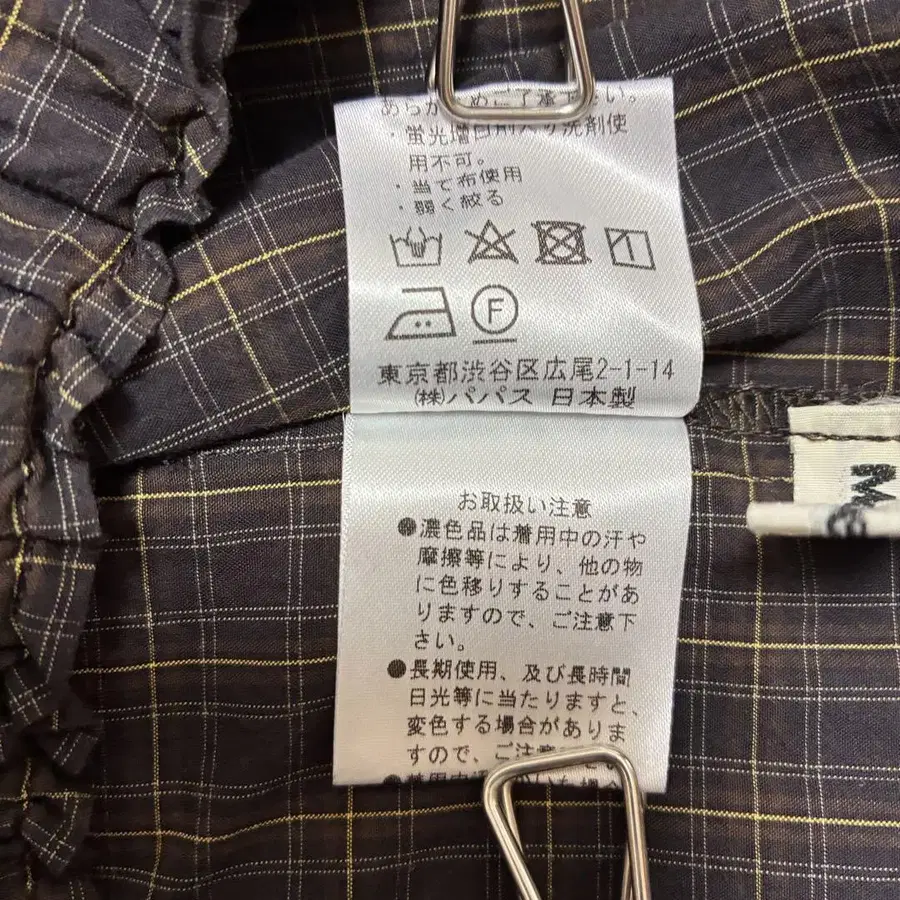 あらかじめご了承下さい。
・蛍光増白剤入り洗剤使
用不可。
・当て布使用
・弱く絞る
F
東京都渋谷区広尾2-1-14
(株)パパス 日本製
お取扱い注意
●濃色品は着用中の汗や
摩擦等により、他の物
に色移りすることがあ
りますので、ご注意下
さい。
●長期使用、及び長時間
日光等に当たりますと、
変色する場合がありま
すので、ご注意
M